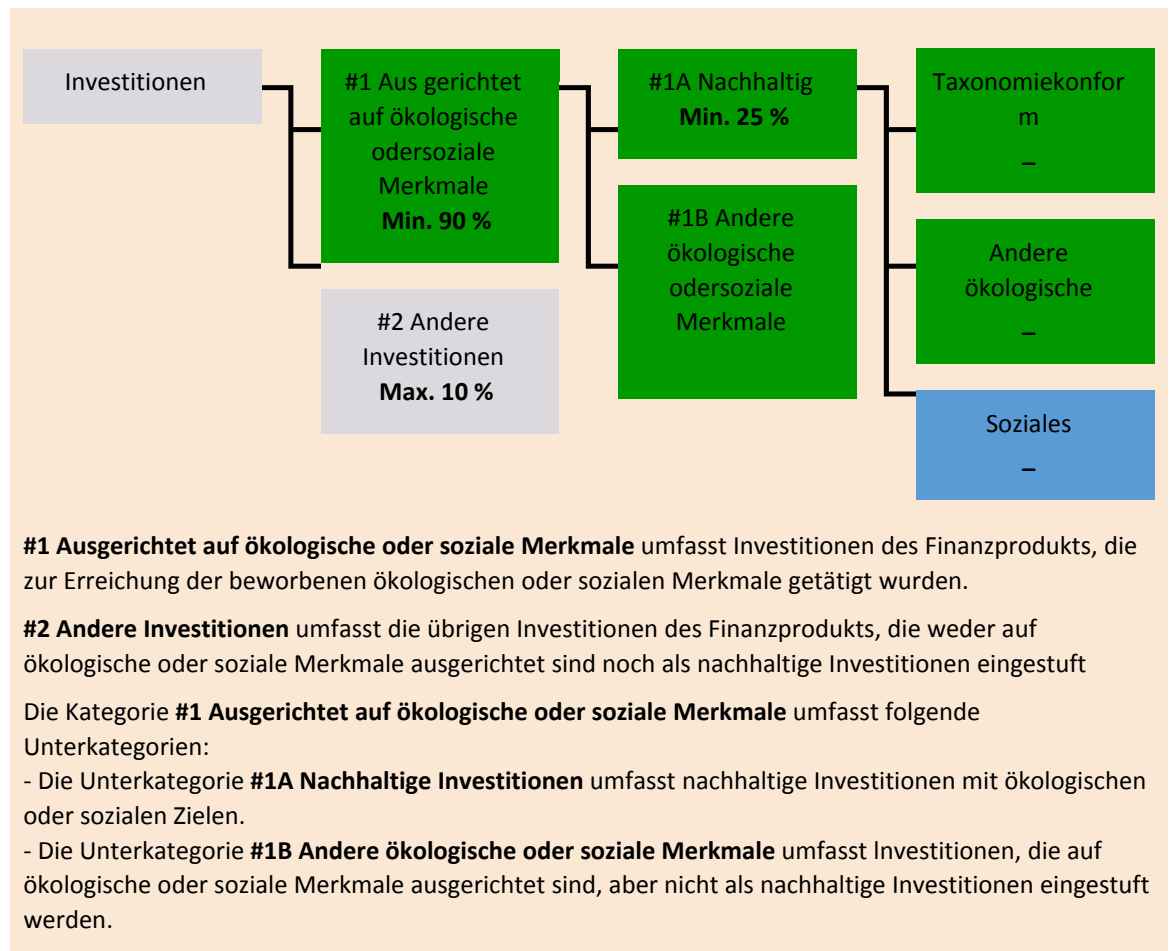 Investitionen
#1 Aus gerichtet
auf ökologische
odersoziale
Merkmale
Min. 90 %
#2 Andere
Investitionen
Max. 10 %
#1A Nachhaltig
Min. 25 %
#1B Andere
ökologische
odersoziale
Merkmale
Taxonomiekonfor
m
–
Andere
ökologische
–
Soziales
–
#1 Ausgerichtet auf ökologische oder soziale Merkmale umfasst Investitionen des Finanzprodukts, die
zur Erreichung der beworbenen ökologischen oder sozialen Merkmale getätigt wurden.
#2 Andere Investitionen umfasst die übrigen Investitionen des Finanzprodukts, die weder auf
ökologische oder soziale Merkmale ausgerichtet sind noch als nachhaltige Investitionen eingestuft
Die Kategorie #1 Ausgerichtet auf ökologische oder soziale Merkmale umfasst folgende
Unterkategorien:
- Die Unterkategorie #1A Nachhaltige Investitionen umfasst nachhaltige Investitionen mit ökologischen
oder sozialen Zielen.
- Die Unterkategorie #1B Andere ökologische oder soziale Merkmale umfasst lnvestitionen, die auf
ökologische oder soziale Merkmale ausgerichtet sind, aber nicht als nachhaltige Investitionen eingestuft
werden.